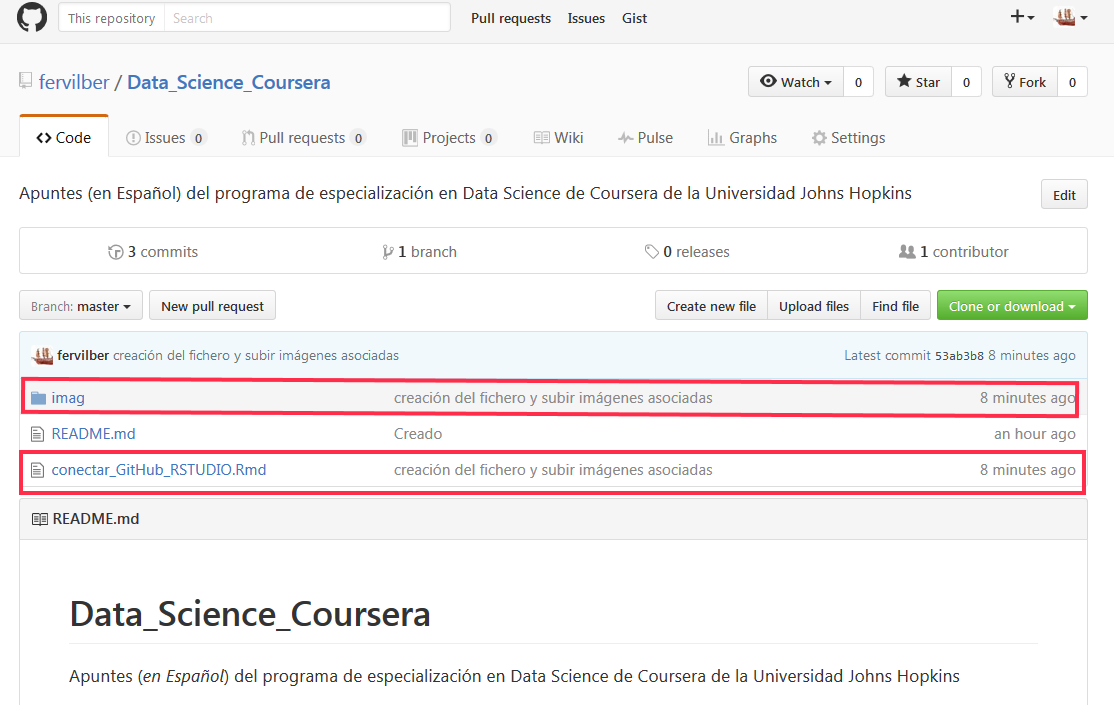 This repository Search Pull requests Issues Gist
fervilber / Data_Science_Coursera Watch 0 Star 0 Fork 0
Code Issues 0 Pull requests 0 Projects 0 Wiki Pulse Graphs Settings
Apuntes (en Español) del programa de especialización en Data Science de Coursera de la Universidad Johns Hopkins Edit
3 commits 1 branch 0 releases 1 contributor
Branch: master New pull request Create new file Upload files Find file Clone or download
fervilber creación del fichero y subir imágenes asociadas Latest commit 53ab3b8 8 minutes ago
imag creación del fichero y subir imágenes asociadas 8 minutes ago
README.md Creado an hour ago
conectar_GitHub_RSTUDIO.Rmd creación del fichero y subir imágenes asociadas 8 minutes ago
README.md
Data_Science_Coursera
Apuntes (en Español) del programa de especialización en Data Science de Coursera de la Universidad Johns Hopkins